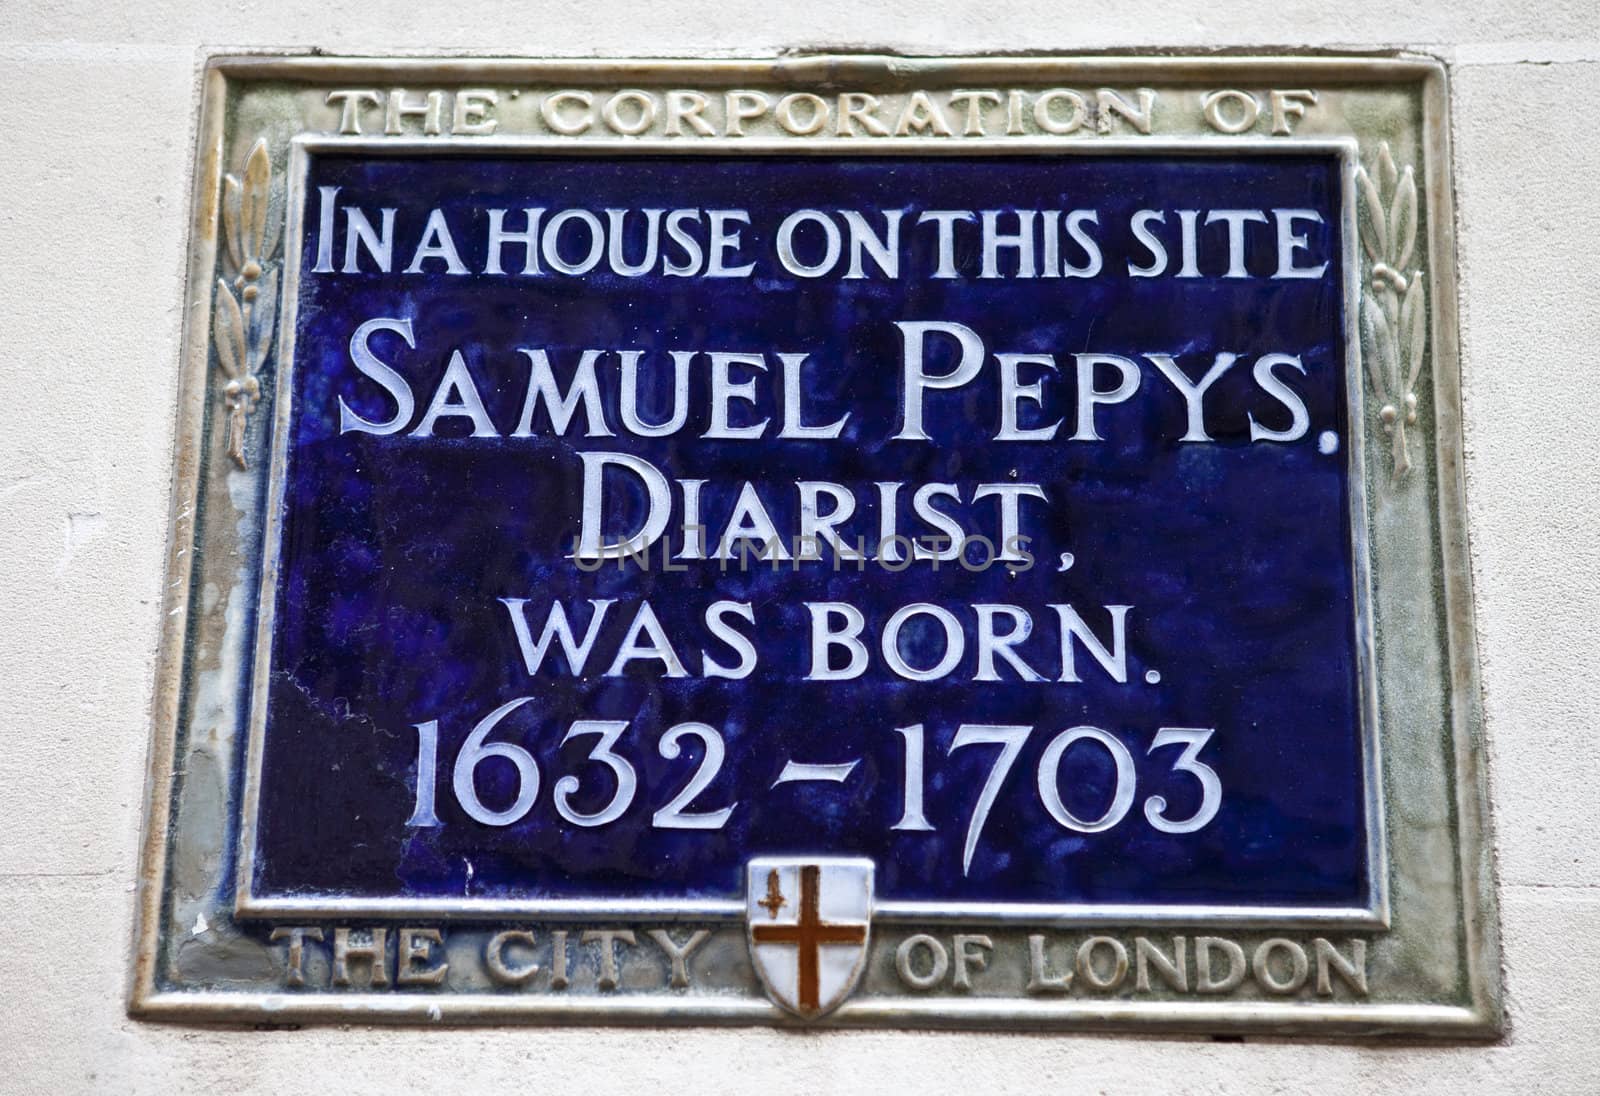 THE CORPORATION OF
IN A HOUSE ON THIS SITE
SAMUEL PEPYS.
DIARIST,
WAS BORN.
1632 – 1703
THE CITY OF LONDON
UNLIMPHOTOS